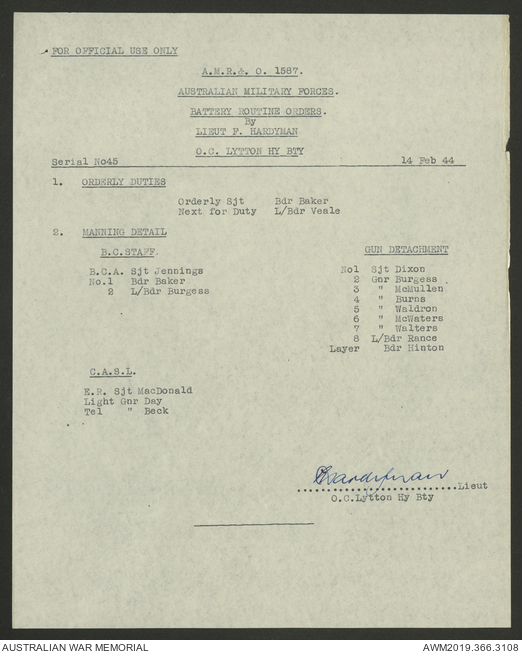 FOR OFFICIAL USE ONLY
A.M.R.& O. 1587.
AUSTRALIAN MILITARY FORCES.
BATTERY ROUTINE ORDERS.
By
LIEUT F. HARDYMAN
O.C. LYTTON HY BTY
Serial No45 14 Feb 44
1. ORDERLY DUTIES
Orderly Sjt Bdr Baker
Next for Duty L/Bdr Veale
2. MANNING DETAIL
B.C.STAFF.
B.C.A. Sjt Jennings
No.1 Bdr Baker
2 L/Bdr Burgess
GUN DETACHMENT
No1 Sjt Dixon
2 Gnr Burgess
3 " McMullen
4 " Burns
5 " Waldron
6 " McWaters
7 " Walters
8 L/Bdr Rance
Layer Bdr Hinton
C.A.S.L.
E.R. Sjt MacDonald
Light Gnr Day
Tel " Beck
Hardyman
..........................Lieut
O.C.Lytton Hy Bty
AUSTRALIAN WAR MEMORIAL AWM2019.366.3108